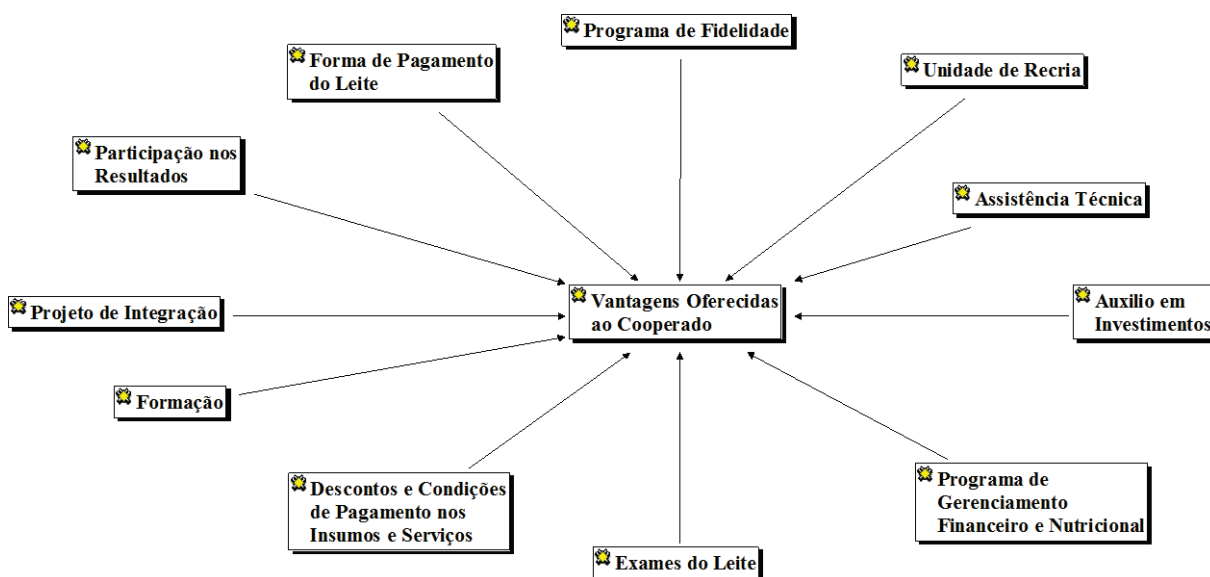 Programa de Fidelidade
Forma de Pagamento
do Leite
Unidade de Recria
Participação nos
Resultados
Assistência Técnica
Projeto de Integração
Vantagens Oferecidas
ao Cooperado
Auxilio em
Investimentos
Formação
Descontos e Condições
de Pagamento nos
Insumos e Serviços
Programa de
Gerenciamento
Financeiro e Nutricional
Exames do Leite